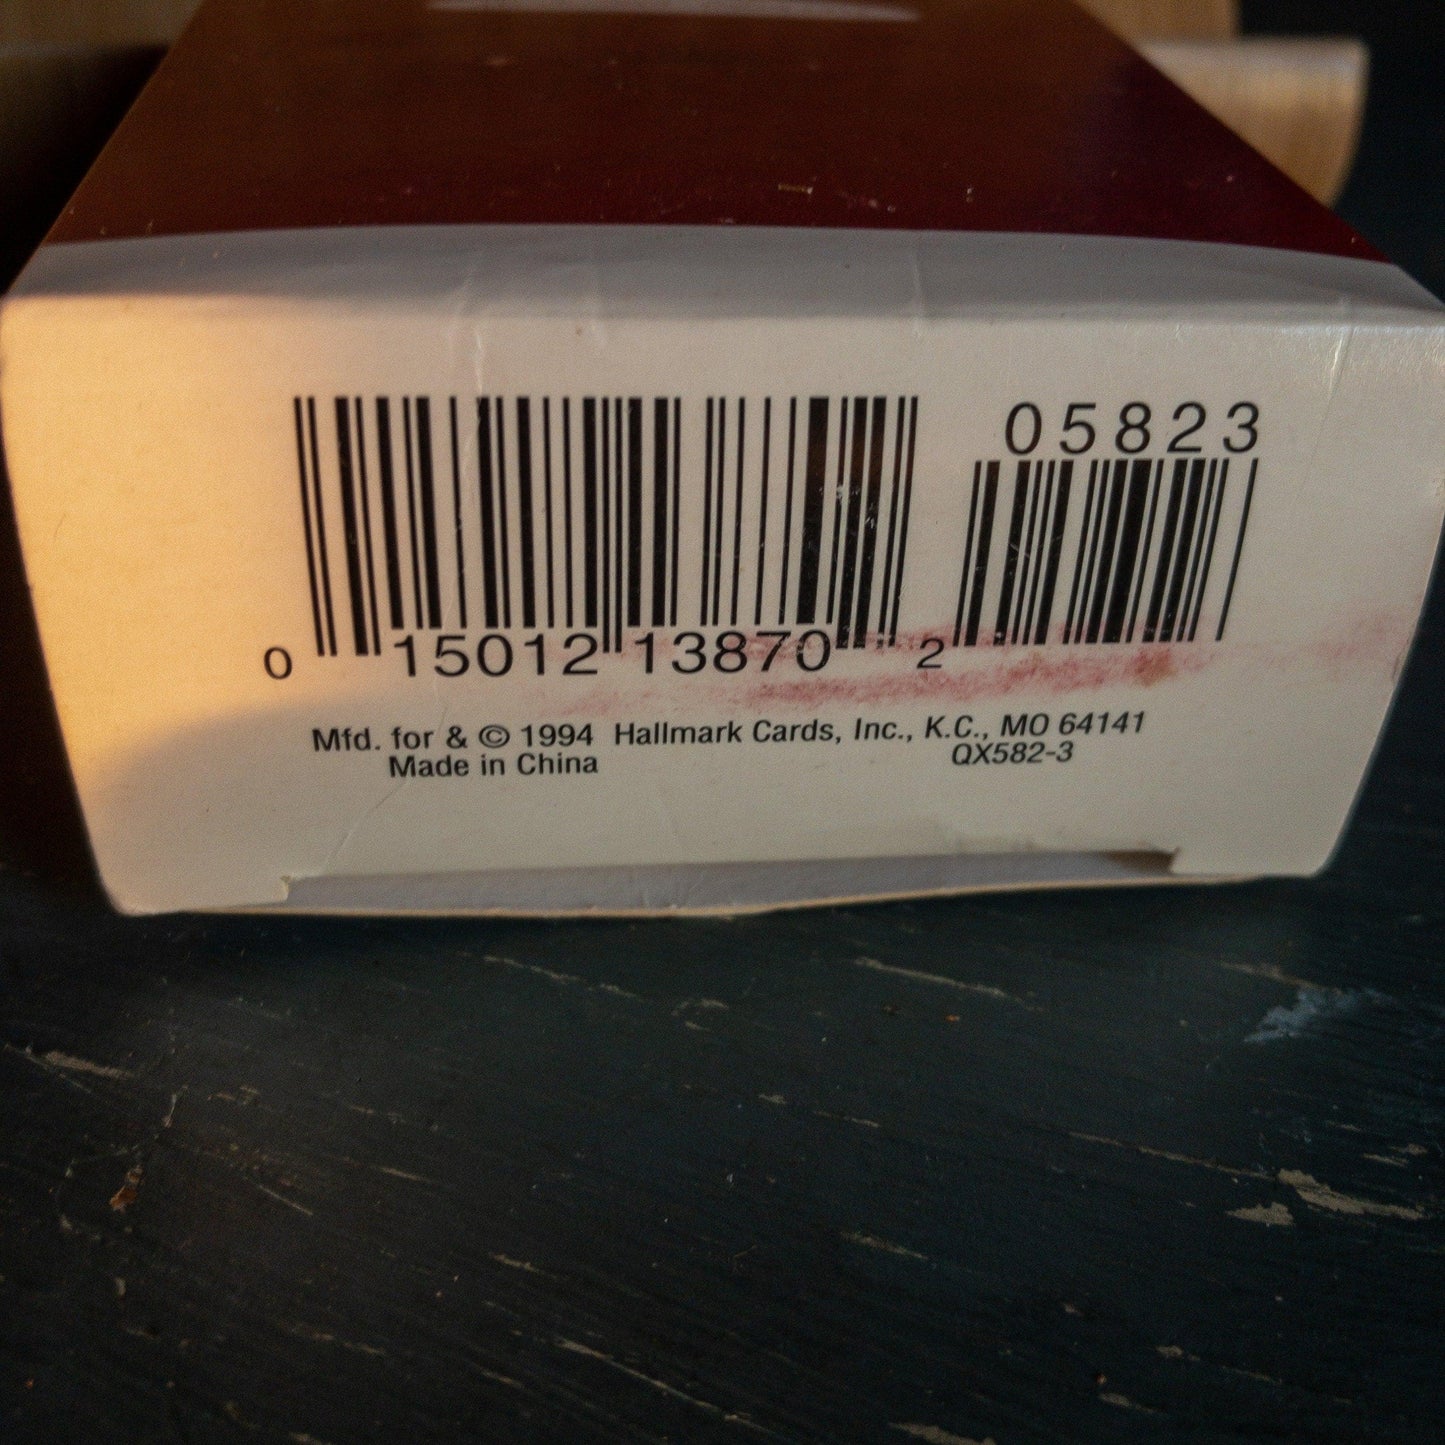 05823
0 15012 13870 2
Mfd. for & © 1994 Hallmark Cards, Inc., K.C., MO 64141
Made in China QX582-3